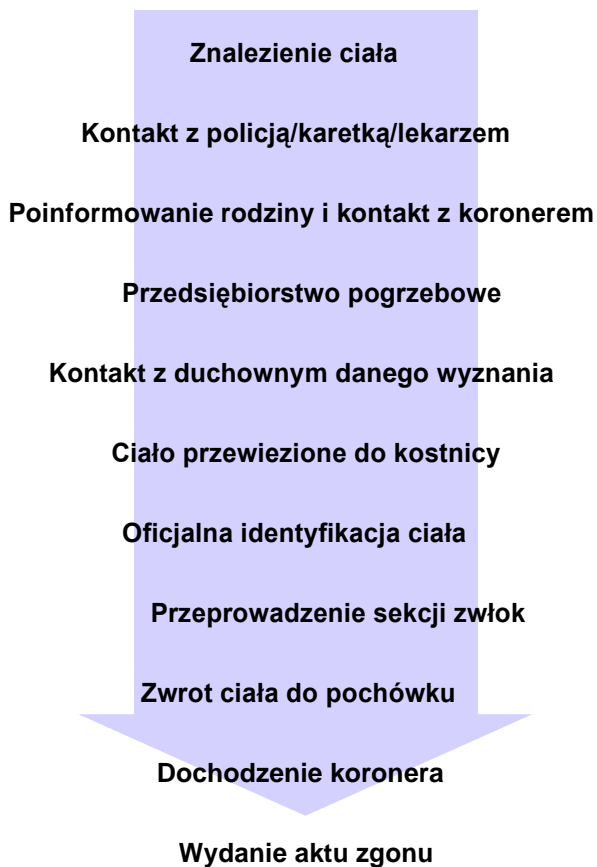 Znalezienie ciała
Kontakt z policją/karetką/lekarzem
Poinformowanie rodziny i kontakt z koronerem
Przedsiębiorstwo pogrzebowe
Kontakt z duchownym danego wyznania
Ciało przewiezione do kostnicy
Oficjalna identyfikacja ciała
Przeprowadzenie sekcji zwłok
Zwrot ciała do pochówku
Dochodzenie koronera
Wydanie aktu zgonu